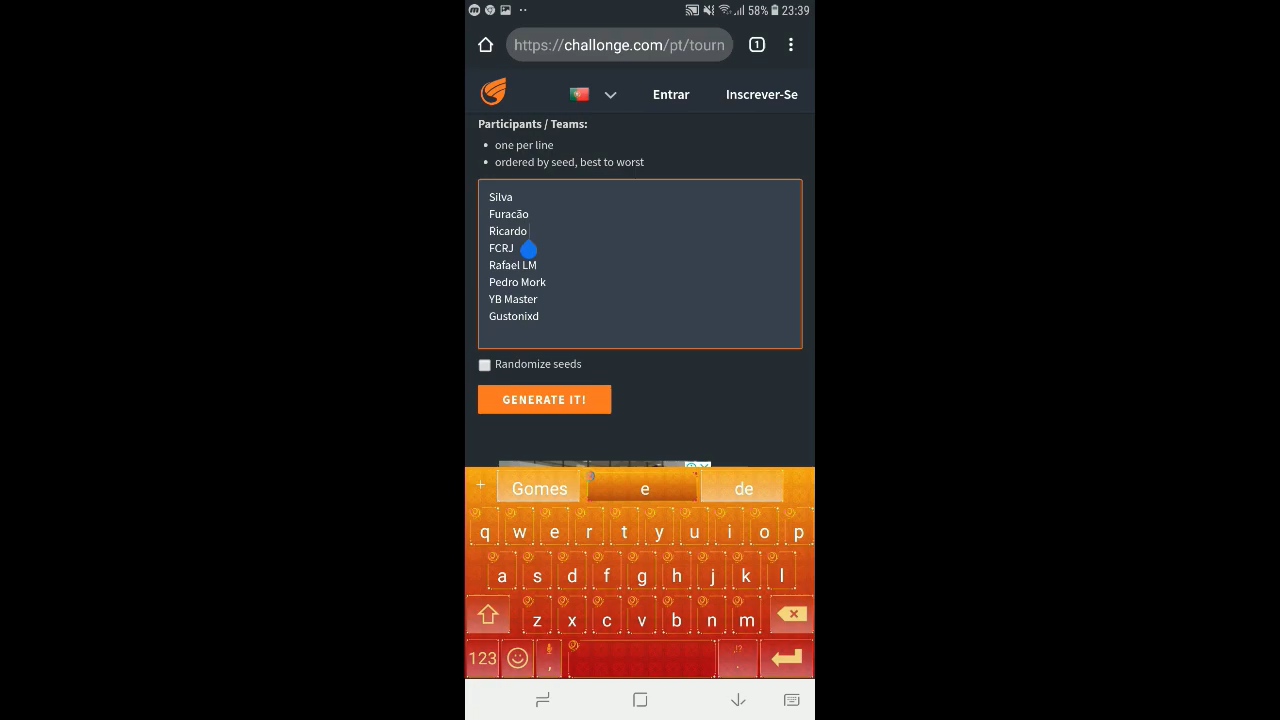 58% 23:39
https://challonge.com/pt/tourn
1
Entrar
Inscrever-Se
Participants / Teams:
• one per line
• ordered by seed, best to worst
Silva
Furacão
Ricardo
FCRJ
Rafael LM
Pedro Mork
YB Master
Gustonixd
Randomize seeds
GENERATE IT!
+ Gomes e de
q w e r t y u i o p
a s d f g h j k l
z x c v b n m
123 , !? .